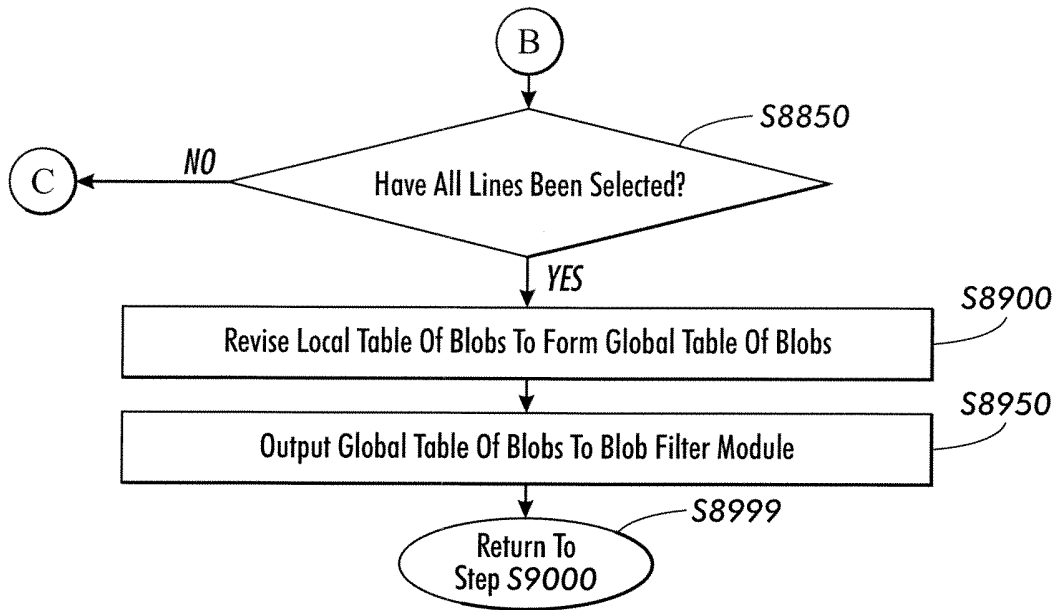 B
S8850
NO
C
Have All Lines Been Selected?
YES
S8900
Revise Local Table Of Blobs To Form Global Table Of Blobs
S8950
Output Global Table Of Blobs To Blob Filter Module
S8999
Return To
Step S9000